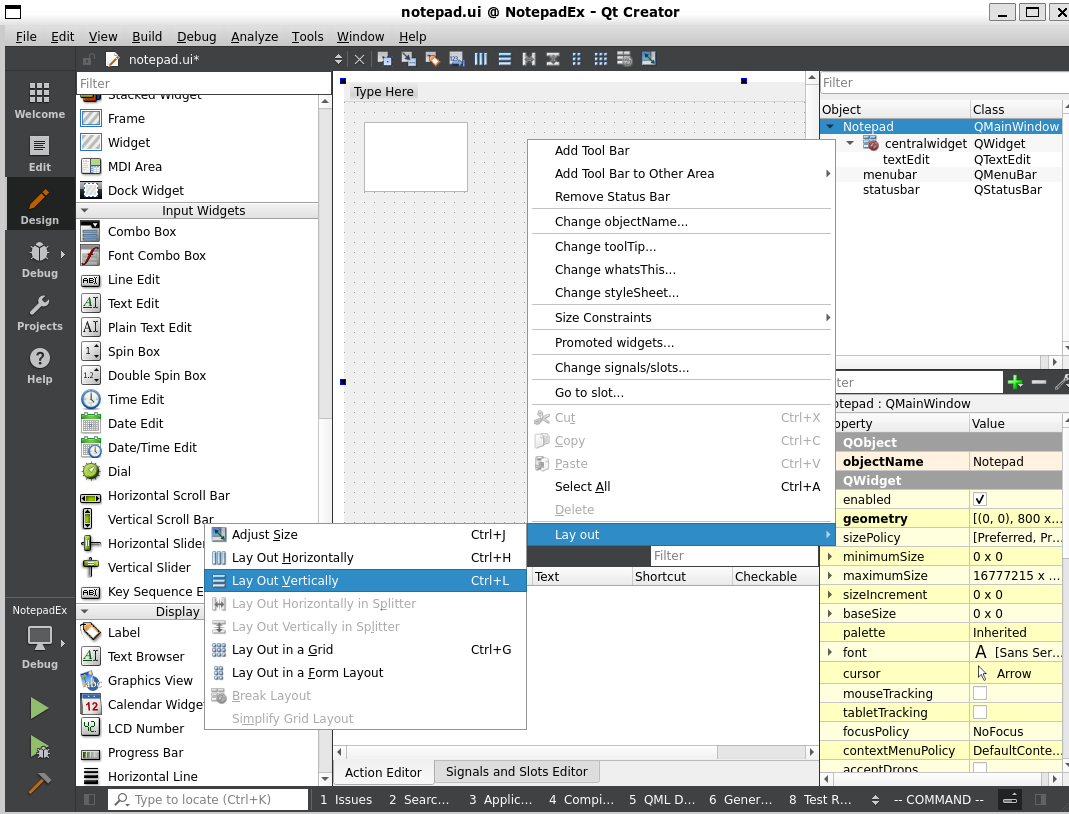 notepad.ui @ NotepadEx - Qt Creator
File Edit View Build Debug Analyze Tools Window Help
notepad.ui*
Welcome
Edit
Design
Debug
Projects
Help
NotepadEx
Debug
Filter
Stacked Widget
Frame
Widget
MDI Area
Dock Widget
Input Widgets
Combo Box
Font Combo Box
Line Edit
Text Edit
Plain Text Edit
Spin Box
Double Spin Box
Time Edit
Date Edit
Date/Time Edit
Dial
Horizontal Scroll Bar
Vertical Scroll Bar
Horizontal Slider
Vertical Slider
Key Sequence E
Display
Label
Text Browser
Graphics View
Calendar Widge
LCD Number
Progress Bar
Horizontal Line
Type Here
Add Tool Bar
Add Tool Bar to Other Area
Remove Status Bar
Change objectName...
Change toolTip...
Change whatsThis...
Change styleSheet...
Size Constraints
Promoted widgets...
Change signals/slots...
Go to slot...
Cut Ctrl+X
Copy Ctrl+C
Paste Ctrl+V
Select All Ctrl+A
Delete
Lay out
Adjust Size Ctrl+J
Lay Out Horizontally Ctrl+H
Lay Out Vertically Ctrl+L
Lay Out Horizontally in Splitter
Lay Out Vertically in Splitter
Lay Out in a Grid Ctrl+G
Lay Out in a Form Layout
Break Layout
Simplify Grid Layout
Filter
Text Shortcut Checkable
Action Editor Signals and Slots Editor
Filter
Object Class
Notepad QMainWindow
centralwidget QWidget
textEdit QTextEdit
menubar QMenuBar
statusbar QStatusBar
ter
otepad : QMainWindow
operty Value
QObject
objectName Notepad
QWidget
enabled
geometry [(0, 0), 800 x...
sizePolicy [Preferred, Pr...
minimumSize 0 x 0
maximumSize 16777215 x ...
sizeIncrement 0 x 0
baseSize 0 x 0
palette Inherited
font A [Sans Ser...
cursor Arrow
mouseTracking
tabletTracking
focusPolicy NoFocus
contextMenuPolicy DefaultConte...
acceptDrops
Type to locate (Ctrl+K) 1 Issues 2 Searc... 3 Applic... 4 Compi... 5 QML D... 6 Gener... 8 Test R... -- COMMAND --